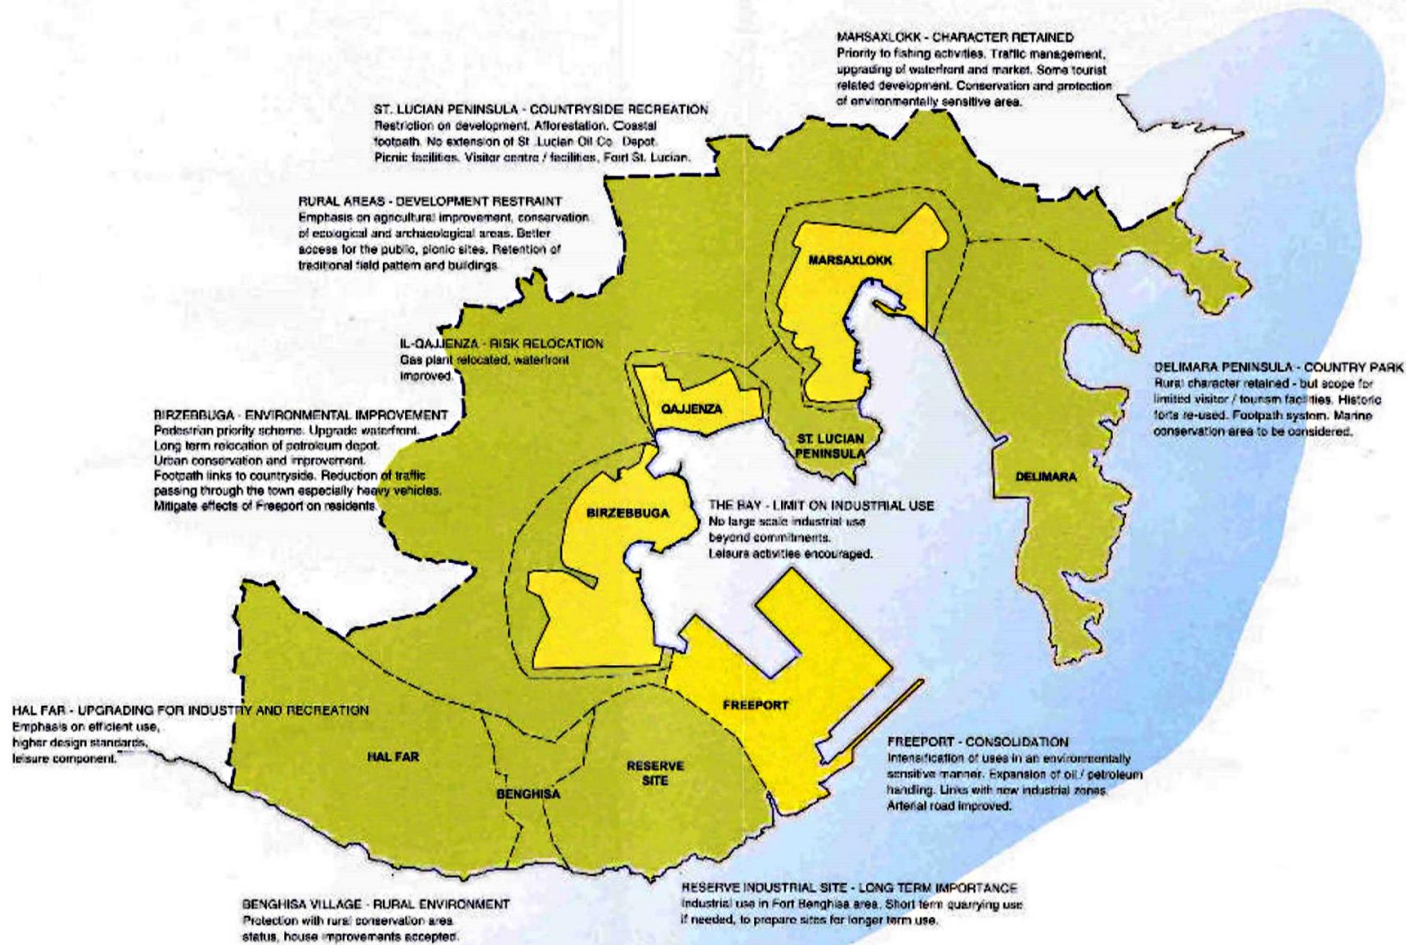 MARSAXLOKK - CHARACTER RETAINED
Priority to fishing activities. Traffic management,
upgrading of waterfront and market. Some tourist
related development. Conservation and protection
of environmentally sensitive area.
ST. LUCIAN PENINSULA - COUNTRYSIDE RECREATION
Restriction on development. Afforestation. Coastal
footpath. No extension of St .Lucian Oil Co. Depot.
Picnic facilities. Visitor centre / facilities, Fort St. Lucian.
RURAL AREAS - DEVELOPMENT RESTRAINT
Emphasis on agricultural improvement, conservation
of ecological and archaeological areas. Better
access for the public, picnic sites. Retention of
traditional field pattern and buildings.
MARSAXLOKK
IL-QAJJENZA - RISK RELOCATION
Gas plant relocated, waterfront
improved.
DELIMARA PENINSULA - COUNTRY PARK
Rural character retained - but scope for
limited visitor / tourism facilities. Historic
forts re-used. Footpath system. Marine
conservation area to be considered.
QAJJENZA
BIRZEBBUGA - ENVIRONMENTAL IMPROVEMENT
Pedestrian priority scheme. Upgrade waterfront.
Long term relocation of petroleum depot.
Urban conservation and improvement.
Footpath links to countryside. Reduction of traffic
passing through the town especially heavy vehicles.
Mitigate effects of Freeport on residents.
ST. LUCIAN
PENINSULA
DELIMARA
BIRZEBBUGA
THE BAY - LIMIT ON INDUSTRIAL USE
No large scale industrial use
beyond commitments.
Leisure activities encouraged.
FREEPORT
HAL FAR - UPGRADING FOR INDUSTRY AND RECREATION
Emphasis on efficient use,
higher design standards,
leisure component.
HAL FAR
BENGHISA
RESERVE
SITE
FREEPORT - CONSOLIDATION
Intensification of uses in an environmentally
sensitive manner. Expansion of oil / petroleum
handling. Links with new industrial zones.
Arterial road improved.
RESERVE INDUSTRIAL SITE - LONG TERM IMPORTANCE
Industrial use in Fort Benghisa area. Short term quarrying use
if needed, to prepare sites for longer term use.
BENGHISA VILLAGE - RURAL ENVIRONMENT
Protection with rural conservation area
status, house improvements accepted.